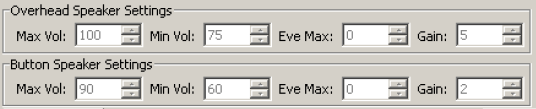 Overhead Speaker Settings
Max Vol: 100 Min Vol: 75 Eve Max: 0 Gain: 5
Button Speaker Settings
Max Vol: 90 Min Vol: 60 Eve Max: 0 Gain: 2